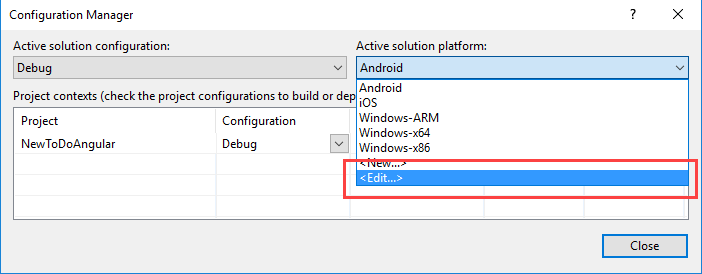 Configuration Manager ?
Active solution configuration: Active solution platform:
Debug Android
Project contexts (check the project configurations to build or dep
Android
iOS
Windows-ARM
Windows-x64
Windows-x86
<New...>
<Edit...>
Project Configuration
NewToDoAngular Debug
Close